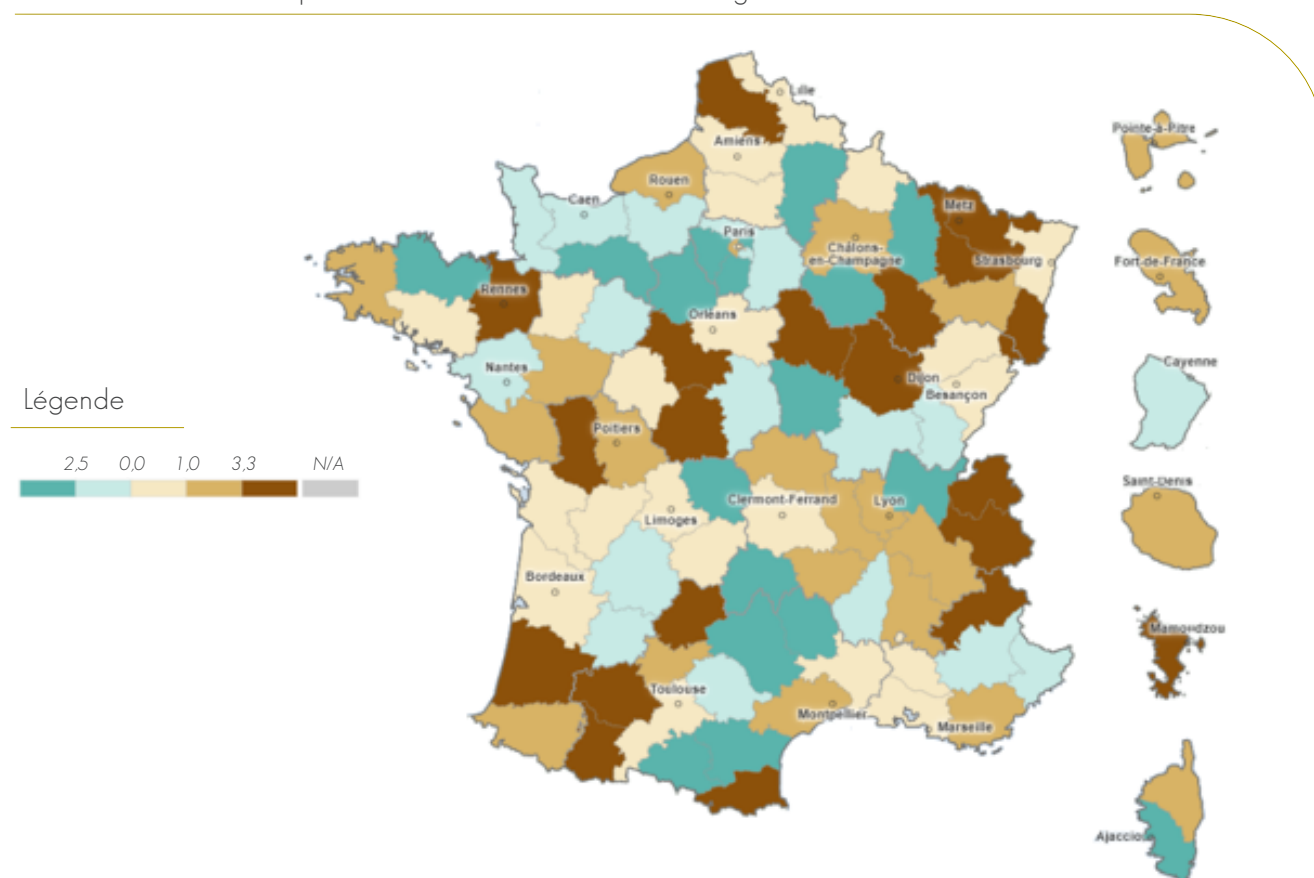 Lille
Pointe-à-Pitre
Amiens
Rouen
Metz
Caen
Paris
Châlons-
en-Champagne
Strasbourg
Fort-de-France
Rennes
Orléans
Nantes
Dijon
Besançon
Cayenne
Légende
Poitiers
2,5 0,0 1,0 3,3 N/A
Saint-Denis
Clermont-Ferrand
Lyon
Limoges
Bordeaux
Mamoudzou
Toulouse
Montpellier
Marseille
Ajaccio